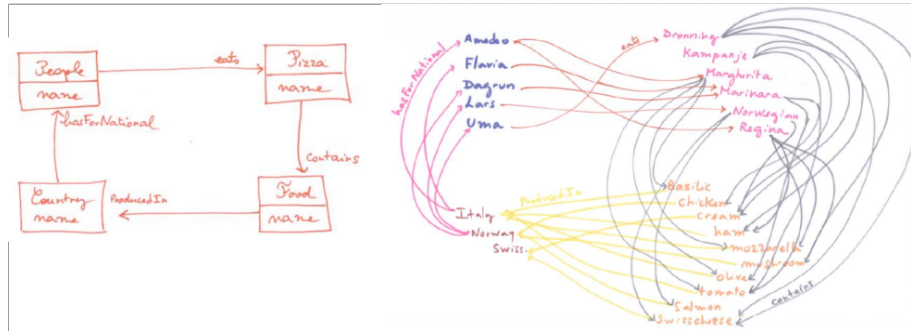 People
name
eats
Pizza
name
hasForNational
contains
Country
name
ProducedIn
Food
name
Amedeo
Flavia
Dagrun
Lars
Uma
hasForNational
eats
Dronning
Kampanje
Marghrita
Marinara
Norwegian
Regina
ProducedIn
Italy
Norway
Swiss
Basilic
chicken
cream
ham
mozzarella
mushroom
olive
tomato
Salmon
Swisscheese
contains